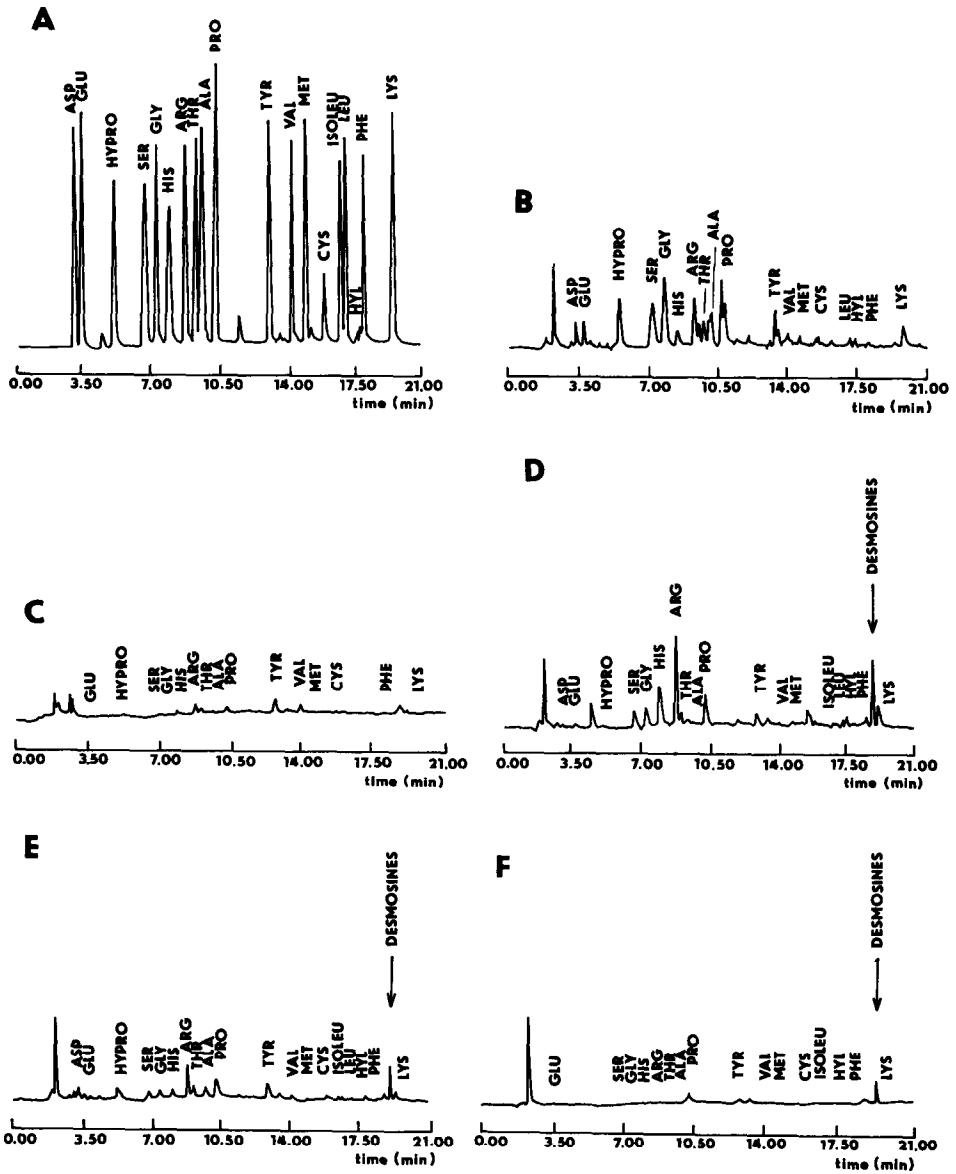 A
ASP
GLU
HYPRO
SER
GLY
HIS
ARG
THR
ALA
PRO
TYR
VAL
MET
CYS
ISOLEU
LEU
HYL
PHE
LYS
0.00 3.50 7.00 10.50 14.00 17.50 21.00
time (min)
B
ASP
GLU
HYPRO
SER
GLY
HIS
ARG
THR
ALA
PRO
TYR
VAL
MET
CYS
LEU
HYL
PHE
LYS
0.00 3.50 7.00 10.50 14.00 17.50 21.00
time (min)
C
GLU
HYPRO
SER
GLY
HIS
ARG
THR
ALA
PRO
TYR
VAL
MET
CYS
PHE
LYS
0.00 3.50 7.00 10.50 14.00 17.50 21.00
time (min)
D
ASP
GLU
HYPRO
SER
GLY
HIS
ARG
THR
ALA
PRO
TYR
VAL
MET
ISOLEU
LEU
HYL
PHE
DESMOSINES
LYS
0.00 3.50 7.00 10.50 14.00 17.50 21.00
time (min)
E
ASP
GLU
HYPRO
SER
GLY
HIS
ARG
THR
ALA
PRO
TYR
VAL
MET
CYS
ISOLEU
LEU
HYL
PHE
DESMOSINES
LYS
0.00 3.50 7.00 10.50 14.00 17.50 21.00
time (min)
F
GLU
SER
GLY
HIS
ARG
THR
ALA
PRO
TYR
VAL
MET
CYS
ISOLEU
HYL
PHE
DESMOSINES
LYS
0.00 3.50 7.00 10.50 14.00 17.50 21.00
time (min)